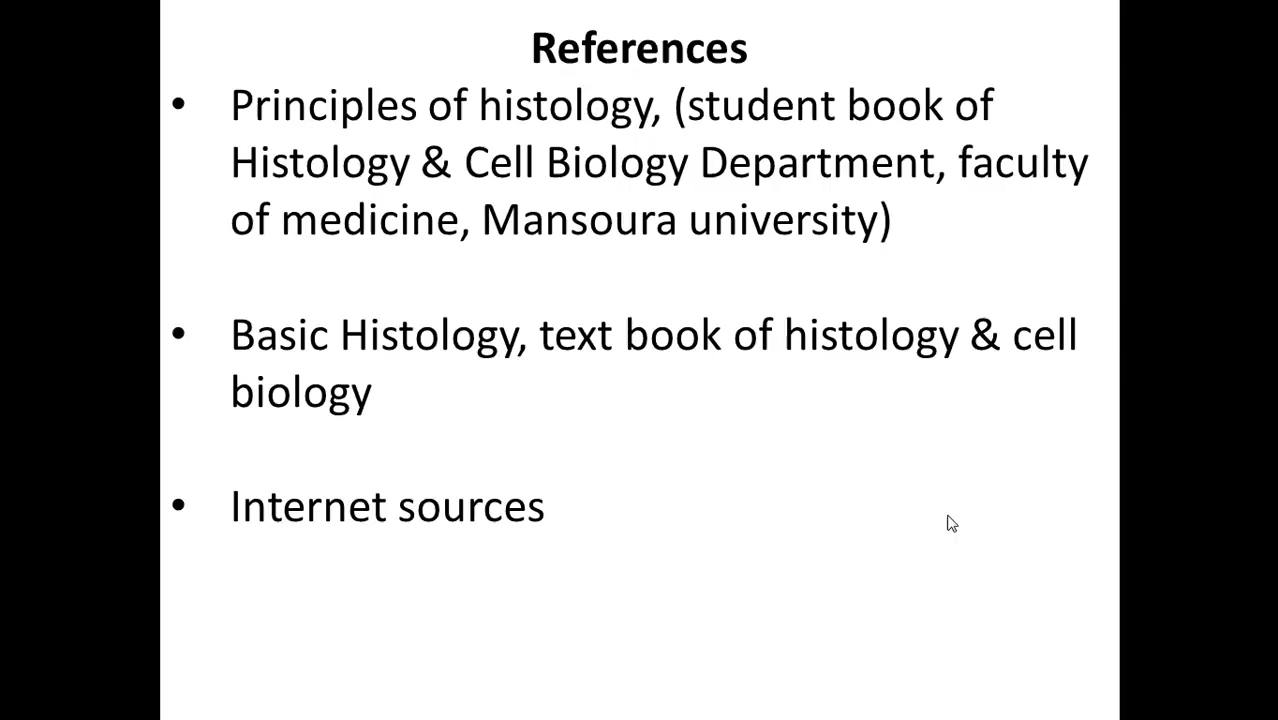 References
• Principles of histology, (student book of
Histology & Cell Biology Department, faculty
of medicine, Mansoura university)
• Basic Histology, text book of histology & cell
biology
• Internet sources